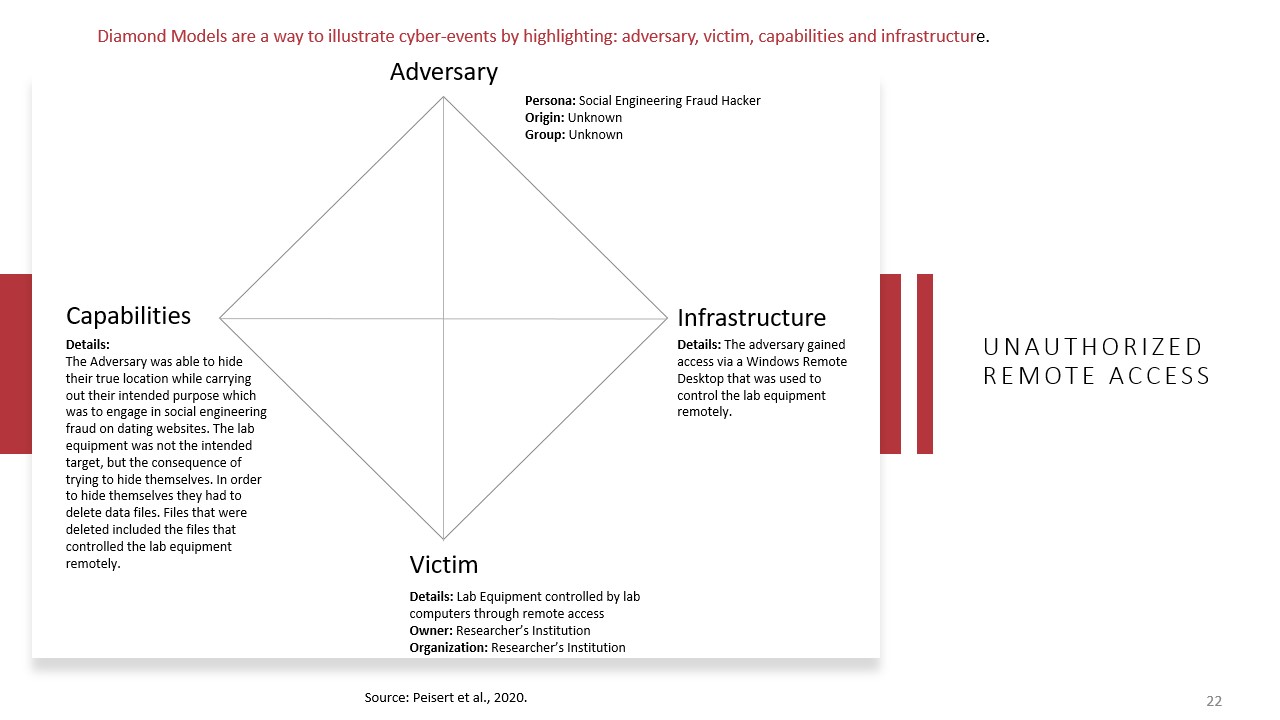 Diamond Models are a way to illustrate cyber-events by highlighting: adversary, victim, capabilities and infrastructure.
Adversary
Persona: Social Engineering Fraud Hacker
Origin: Unknown
Group: Unknown
Capabilities
Details:
The Adversary was able to hide
their true location while carrying
out their intended purpose which
was to engage in social engineering
fraud on dating websites. The lab
equipment was not the intended
target, but the consequence of
trying to hide themselves. In order
to hide themselves they had to
delete data files. Files that were
deleted included the files that
controlled the lab equipment
remotely.
Infrastructure
Details: The adversary gained
access via a Windows Remote
Desktop that was used to
control the lab equipment
remotely.
Victim
Details: Lab Equipment controlled by lab
computers through remote access
Owner: Researcher’s Institution
Organization: Researcher’s Institution
UNAUTHORIZED
REMOTE ACCESS
Source: Peisert et al., 2020.
22